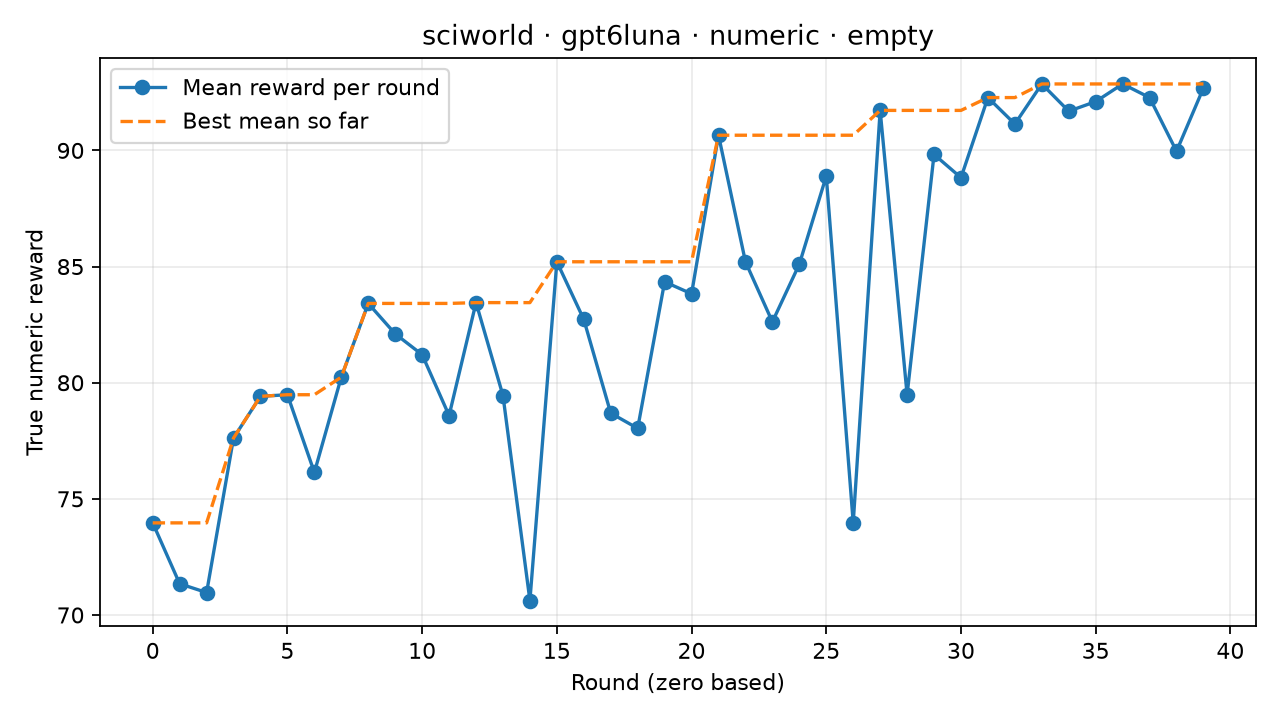 sciworld · gpt6luna · numeric · empty
Mean reward per round
Best mean so far
True numeric reward
90
85
80
75
70
0 5 10 15 20 25 30 35 40
Round (zero based)